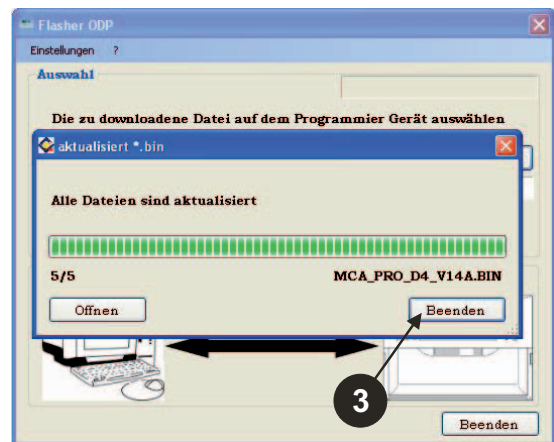 Flasher ODP
Einstellungen ?
Auswahl
Die zu downloadene Datei auf dem Programmier Gerät auswählen
aktualisiert *.bin
Alle Dateien sind aktualisiert
5/5 MCA_PRO_D4_V14A.BIN
Öffnen Beenden
3
Beenden